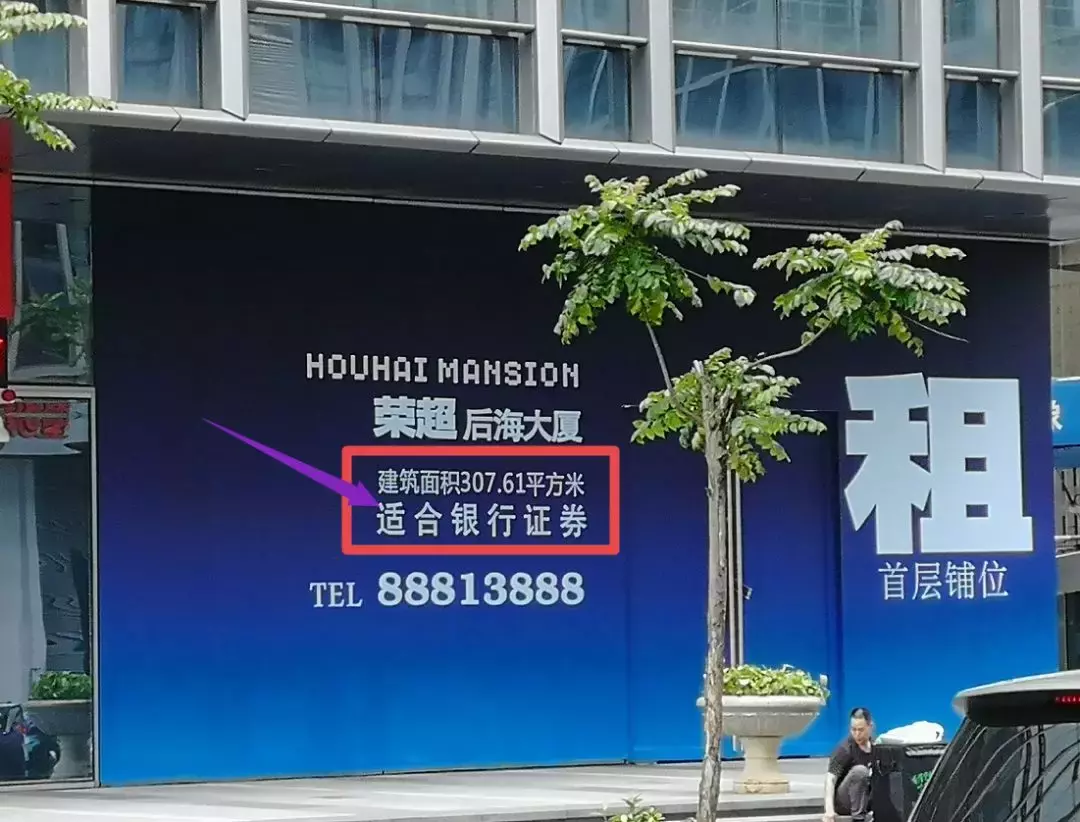 HOUHAI MANSION
荣超 后海大厦
建筑面积307.61平方米
适合银行证券
TEL 88813888
租
首层铺位